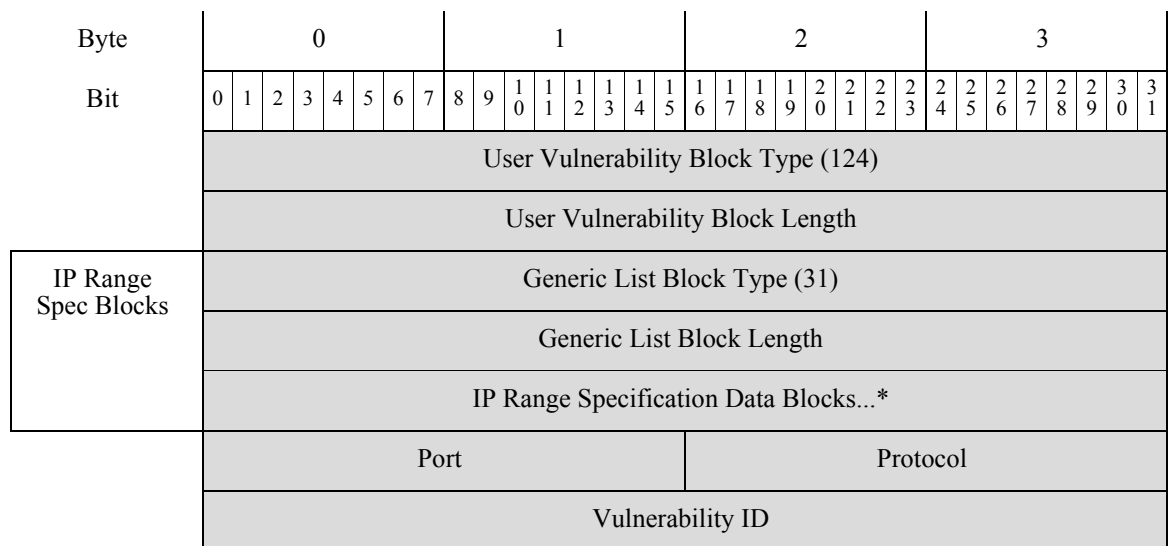 Byte 0 1 2 3
Bit 0 1 2 3 4 5 6 7 8 9 10 11 12 13 14 15 16 17 18 19 20 21 22 23 24 25 26 27 28 29 30 31
User Vulnerability Block Type (124)
User Vulnerability Block Length
IP Range
Spec Blocks
Generic List Block Type (31)
Generic List Block Length
IP Range Specification Data Blocks...*
Port Protocol
Vulnerability ID